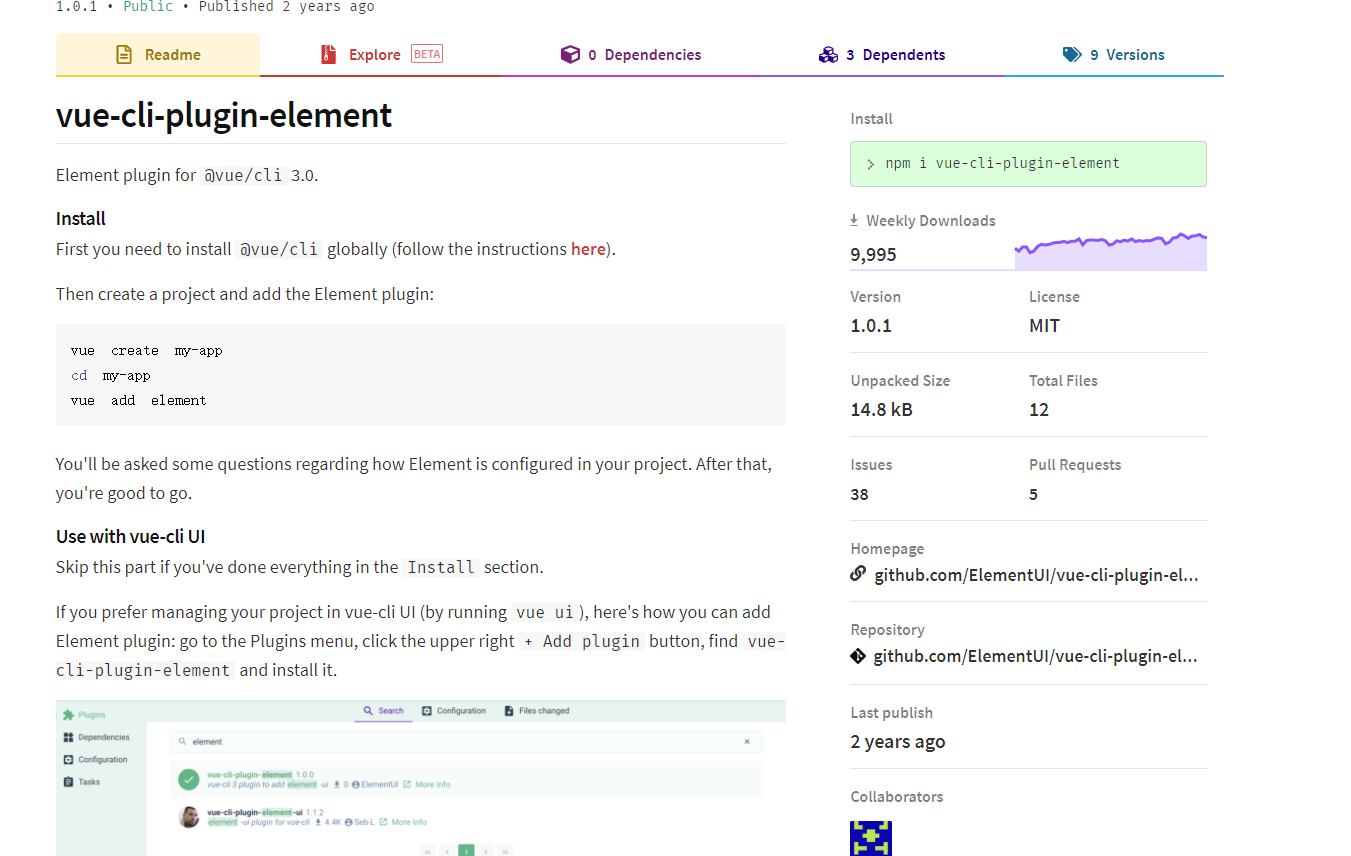 1.0.1 • Public • Published 2 years ago
Readme
Explore BETA
0 Dependencies
3 Dependents
9 Versions
vue-cli-plugin-element
Element plugin for @vue/cli 3.0.
Install
First you need to install @vue/cli globally (follow the instructions here).
Then create a project and add the Element plugin:
vue create my-app
cd my-app
vue add element
You'll be asked some questions regarding how Element is configured in your project. After that,
you're good to go.
Use with vue-cli UI
Skip this part if you've done everything in the Install section.
If you prefer managing your project in vue-cli UI (by running vue ui ), here's how you can add
Element plugin: go to the Plugins menu, click the upper right + Add plugin button, find vue-
cli-plugin-element and install it.
Plugins
Dependencies
Configuration
Tasks
Search
Configuration
Files changed
element
vue-cli-plugin-element 1.0.0
vue-cli 3 plugin to add element -ui 0 ElementUI More Info
vue-cli-plugin-element-ui 1.1.2
element -ui plugin for vue-cli 4.4K Seb-L More Info
1
Install
> npm i vue-cli-plugin-element
Weekly Downloads
9,995
Version
License
1.0.1
MIT
Unpacked Size
Total Files
14.8 kB
12
Issues
Pull Requests
38
5
Homepage
github.com/ElementUI/vue-cli-plugin-el...
Repository
github.com/ElementUI/vue-cli-plugin-el...
Last publish
2 years ago
Collaborators